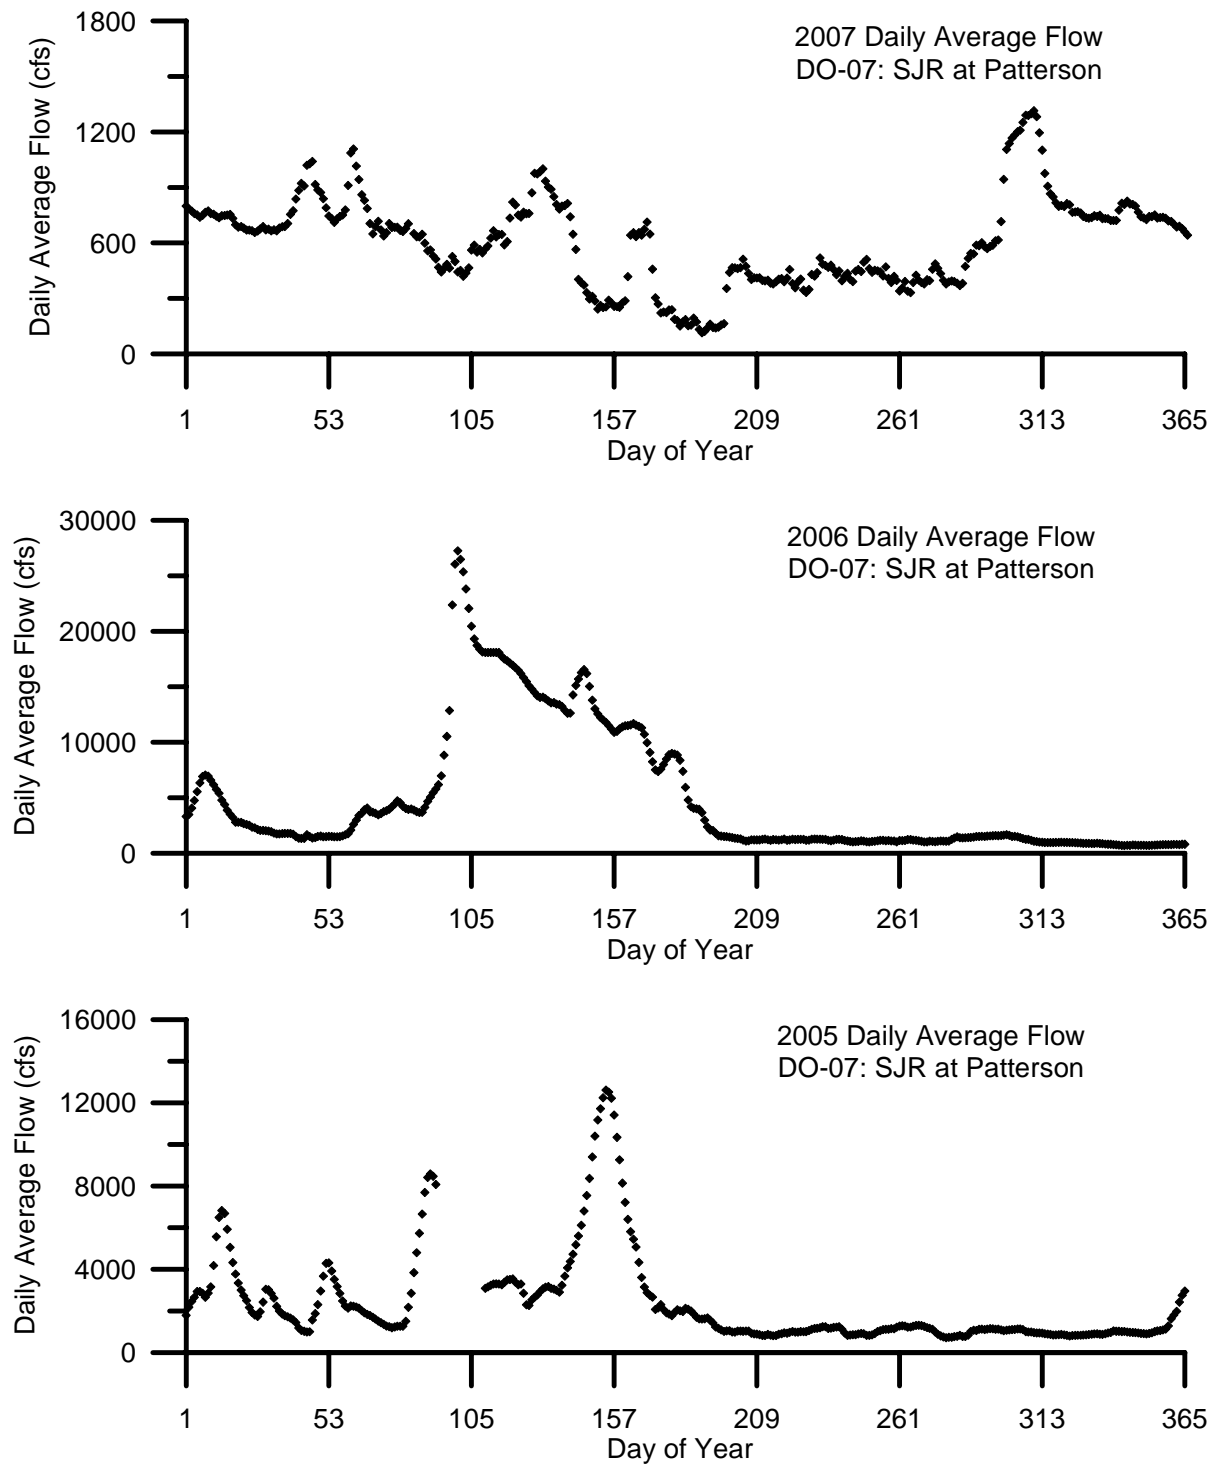 2007 Daily Average Flow
DO-07: SJR at Patterson
Daily Average Flow (cfs)
1800
1200
600
0
1 53 105 157 209 261 313 365
Day of Year
2006 Daily Average Flow
DO-07: SJR at Patterson
Daily Average Flow (cfs)
30000
20000
10000
0
1 53 105 157 209 261 313 365
Day of Year
2005 Daily Average Flow
DO-07: SJR at Patterson
Daily Average Flow (cfs)
16000
12000
8000
4000
0
1 53 105 157 209 261 313 365
Day of Year